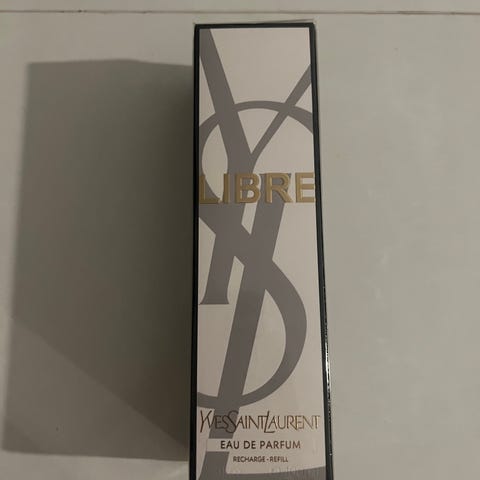 LIBRE
YVESSAINTLAURENT
EAU DE PARFUM
RECHARGE - REFILL